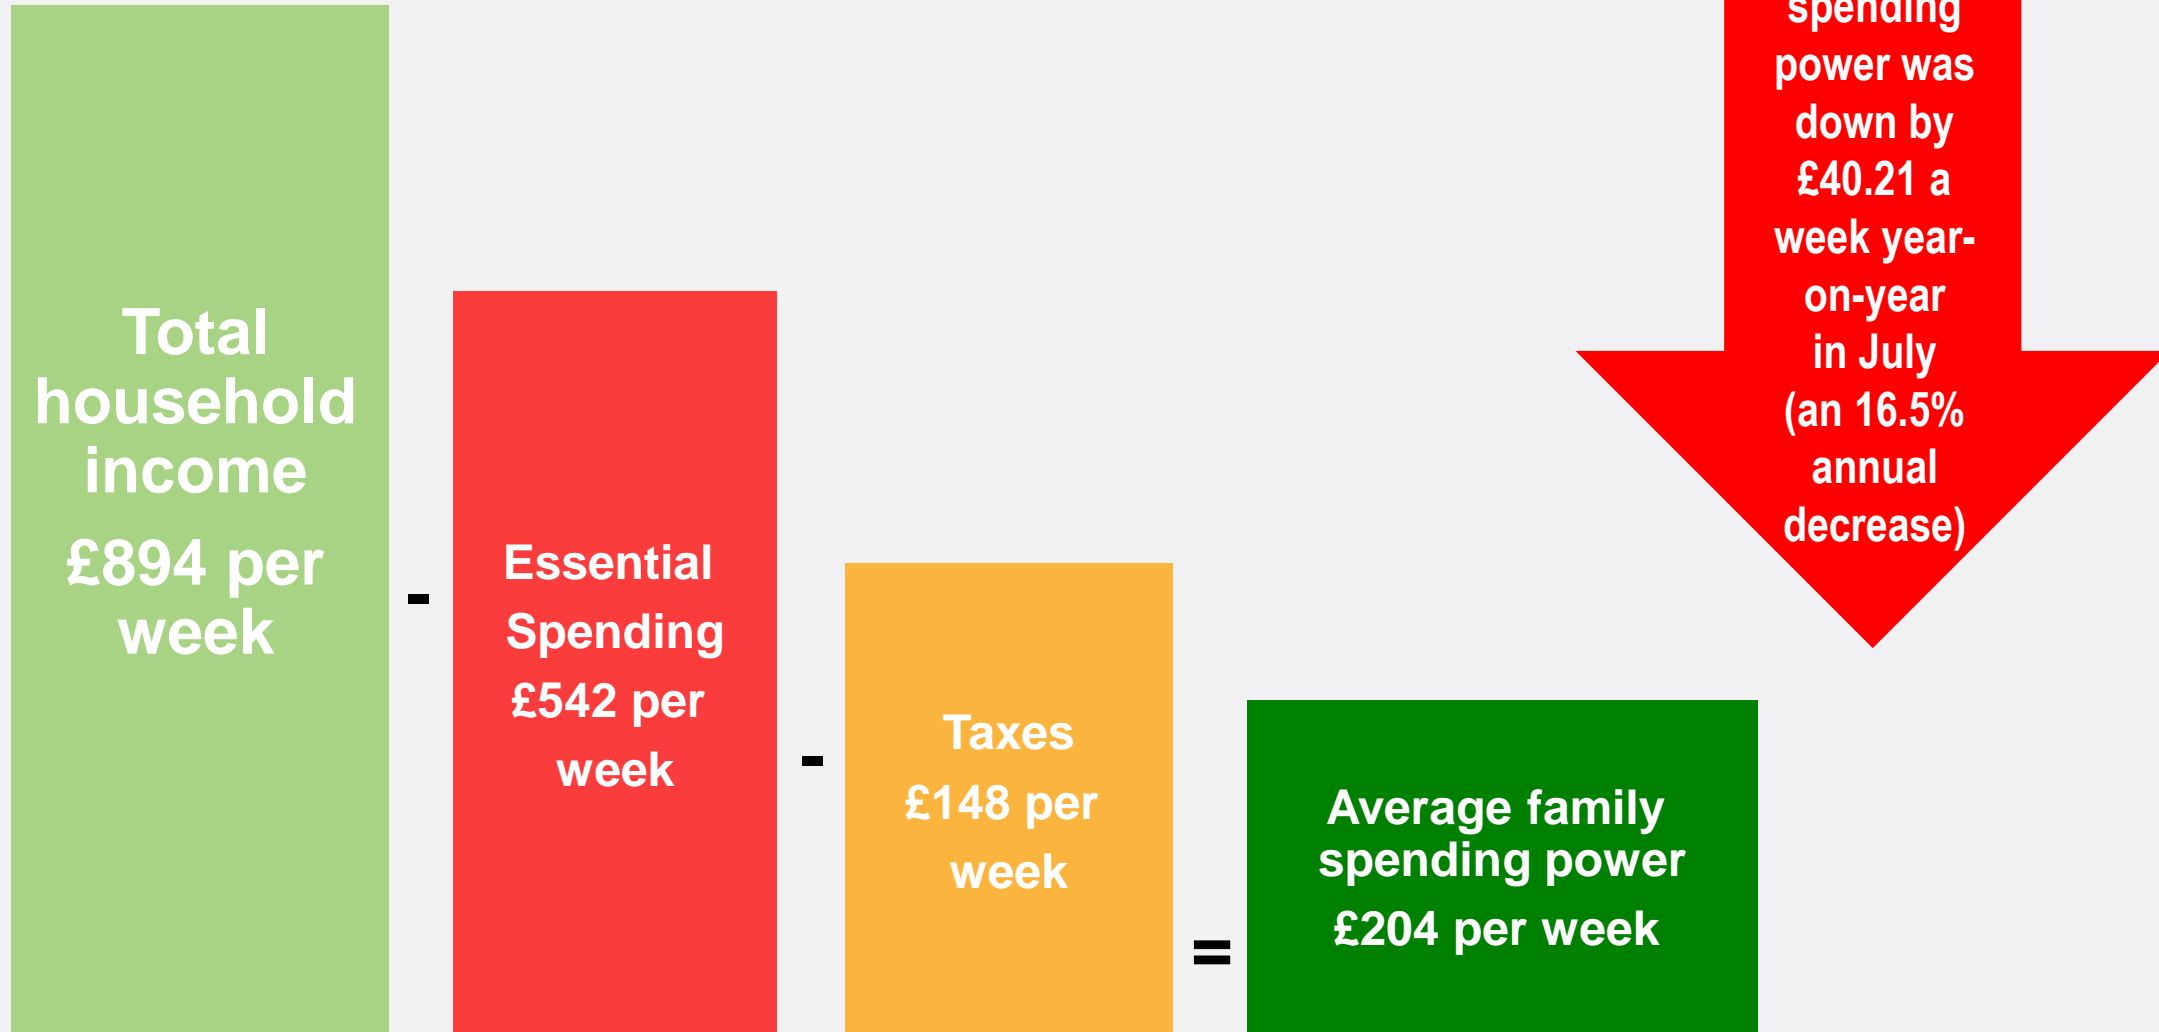 Total
household
income
£894 per
week
-
Essential
Spending
£542 per
week
-
Taxes
£148 per
week
=
Average family
spending power
£204 per week
spending
power was
down by
£40.21 a
week year-
on-year
in July
(an 16.5%
annual
decrease)